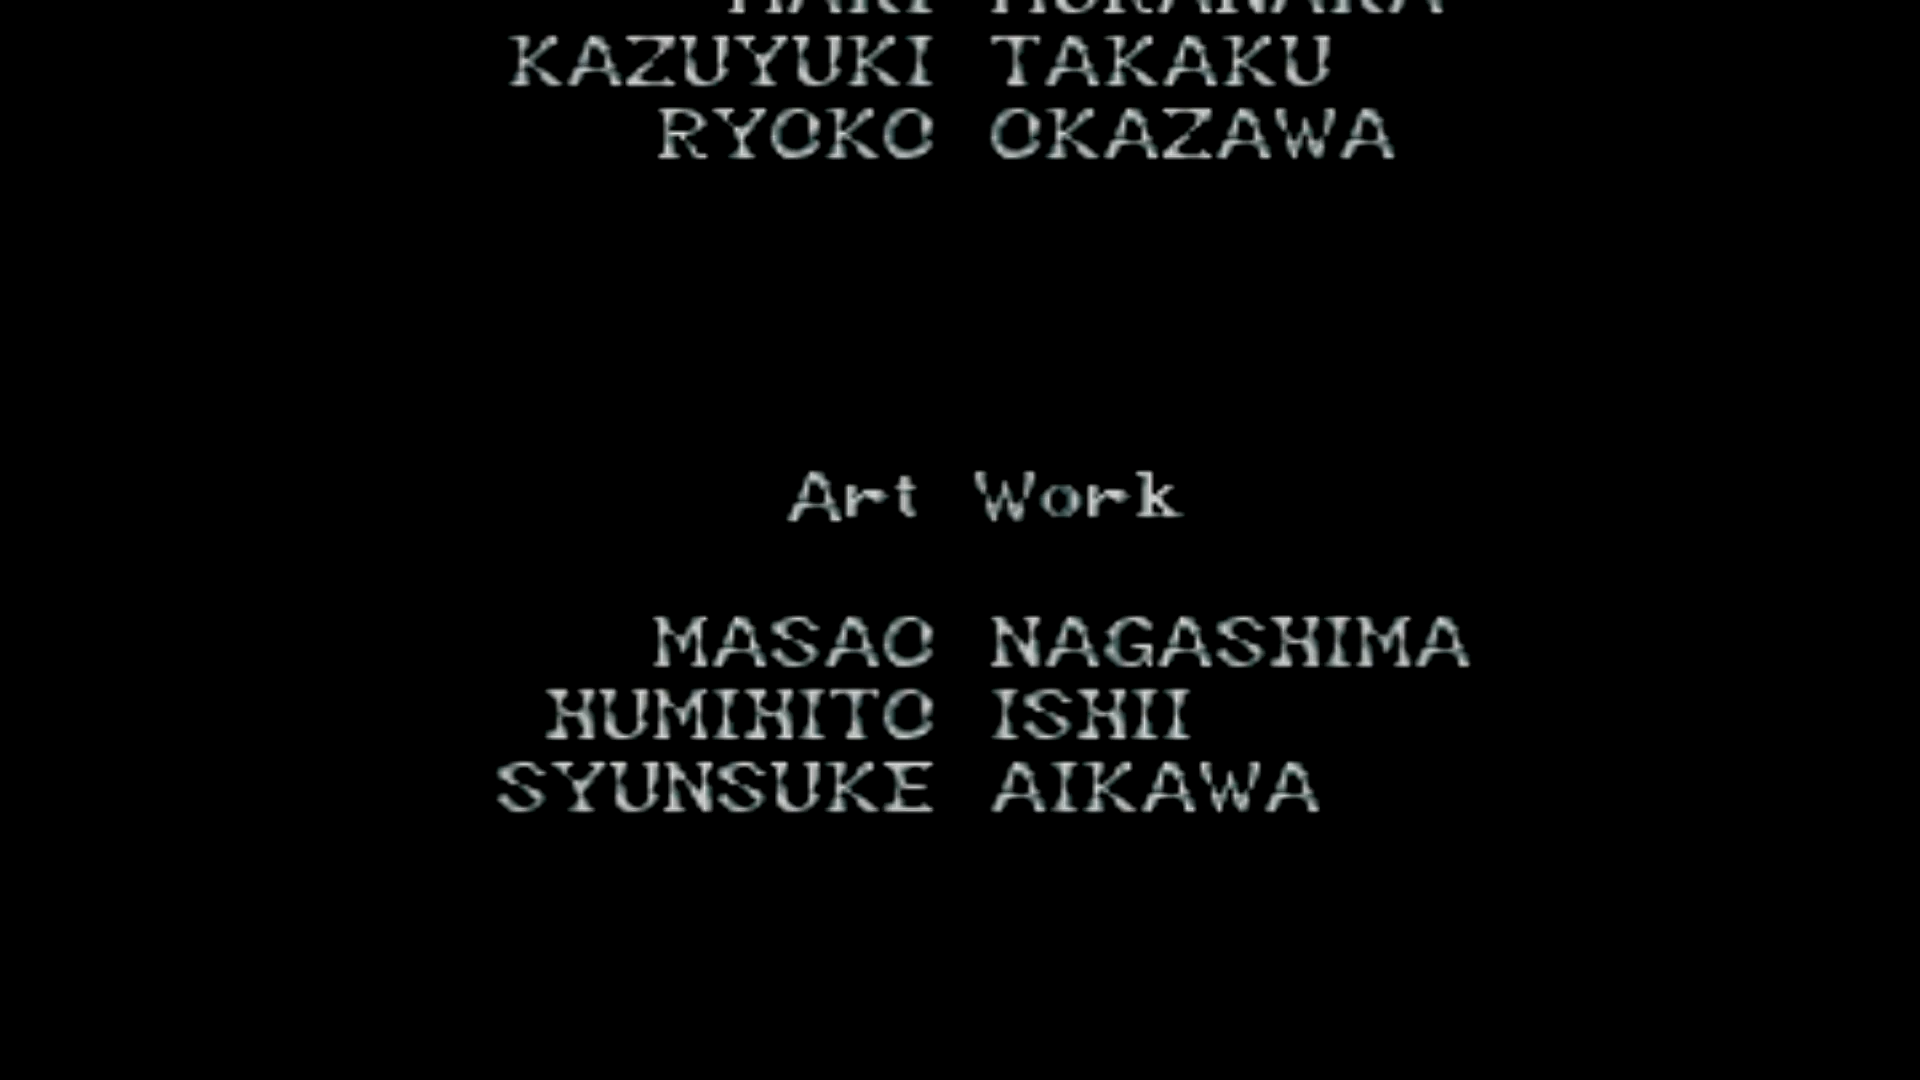 KAZUYUKI TAKAKU
RYOKO OKAZAWA
Art Work
MASAO NAGASHIMA
HUMIHITO ISHII
SYUNSUKE AIKAWA